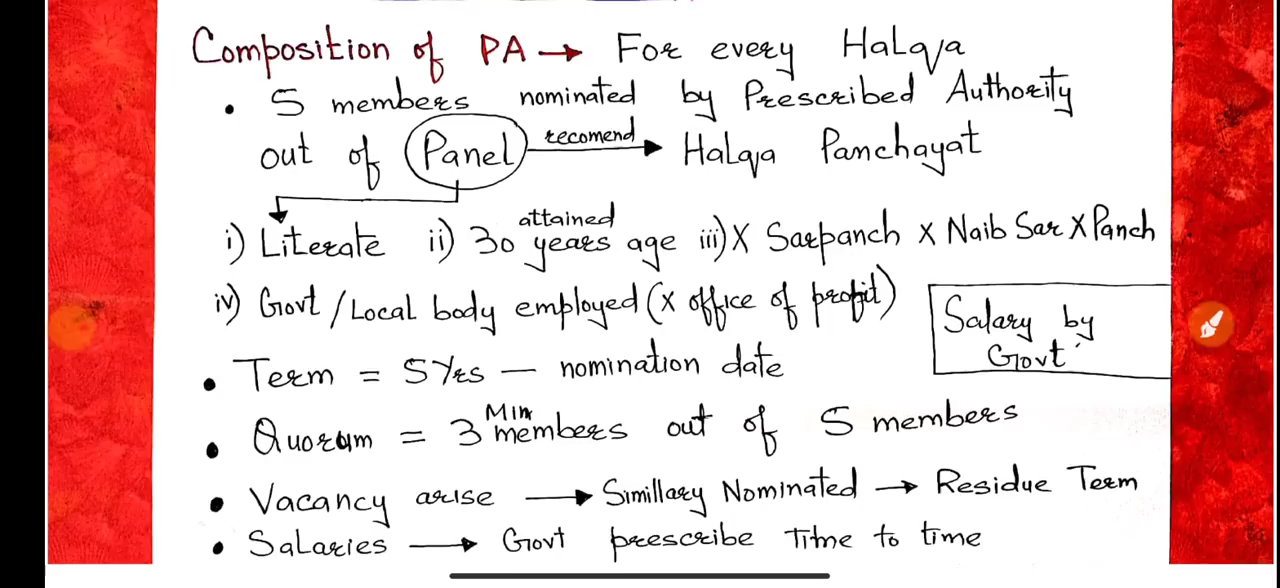 Composition of PA → For every Halqa
• 5 members nominated by Prescribed Authority
out of Panel recomend → Halqa Panchayat
i) Literate ii) 30 attained years age iii) X Sarpanch X Naib Sar X Panch
iv) Govt / Local body employed (X office of profit)
Salary by
Govt
• Term = 5 Yrs — nomination date
• Quorum = 3 Min members out of 5 members
• Vacancy arise → Simillary Nominated → Residue Term
• Salaries → Govt prescribe Time to time